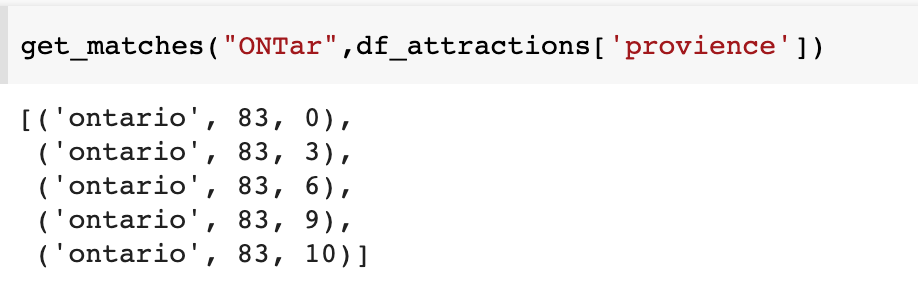 get_matches("ONTar",df_attractions['provience'])
[('ontario', 83, 0),
('ontario', 83, 3),
('ontario', 83, 6),
('ontario', 83, 9),
('ontario', 83, 10)]